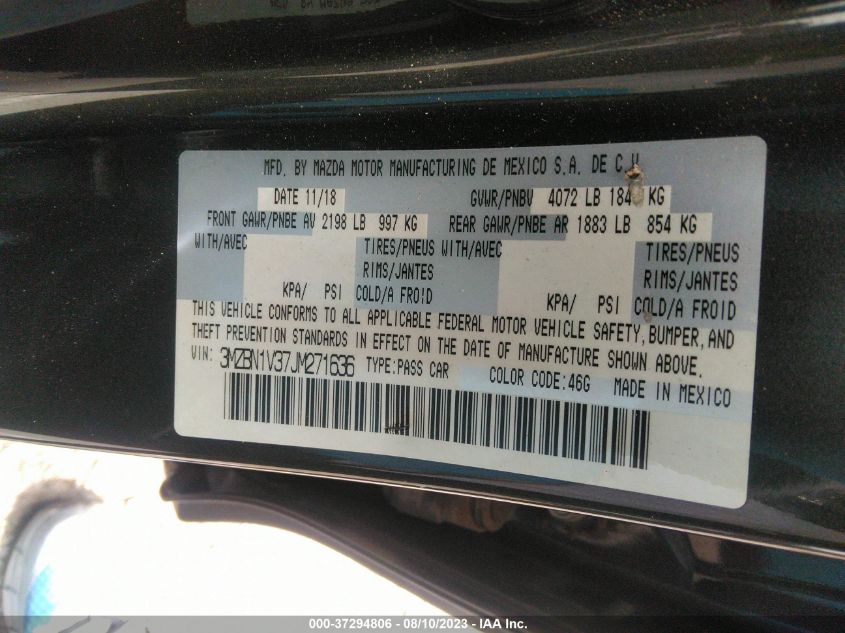 MFD. BY MAZDA MOTOR MANUFACTURING DE MEXICO S.A. DE C.V
DATE 11/18 GVWR/PNBV 4072 LB 184 KG
FRONT GAWR/PNBE AV 2198 LB 997 KG REAR GAWR/PNBE AR 1883 LB 854 KG
WITH/AVEC TIRES/PNEUS WITH/AVEC TIRES/PNEUS
RIMS/JANTES RIMS/JANTES
KPA/ PSI COLD/A FROID KPA/ PSI COLD/A FROID
THIS VEHICLE CONFORMS TO ALL APPLICABLE FEDERAL MOTOR VEHICLE SAFETY, BUMPER, AND
THEFT PREVENTION STANDARDS IN EFFECT ON THE DATE OF MANUFACTURE SHOWN ABOVE.
VIN: 3MZBN1V37JM271636 TYPE:PASS CAR COLOR CODE:46G MADE IN MEXICO
000-37294806 - 08/10/2023 - IAA Inc.